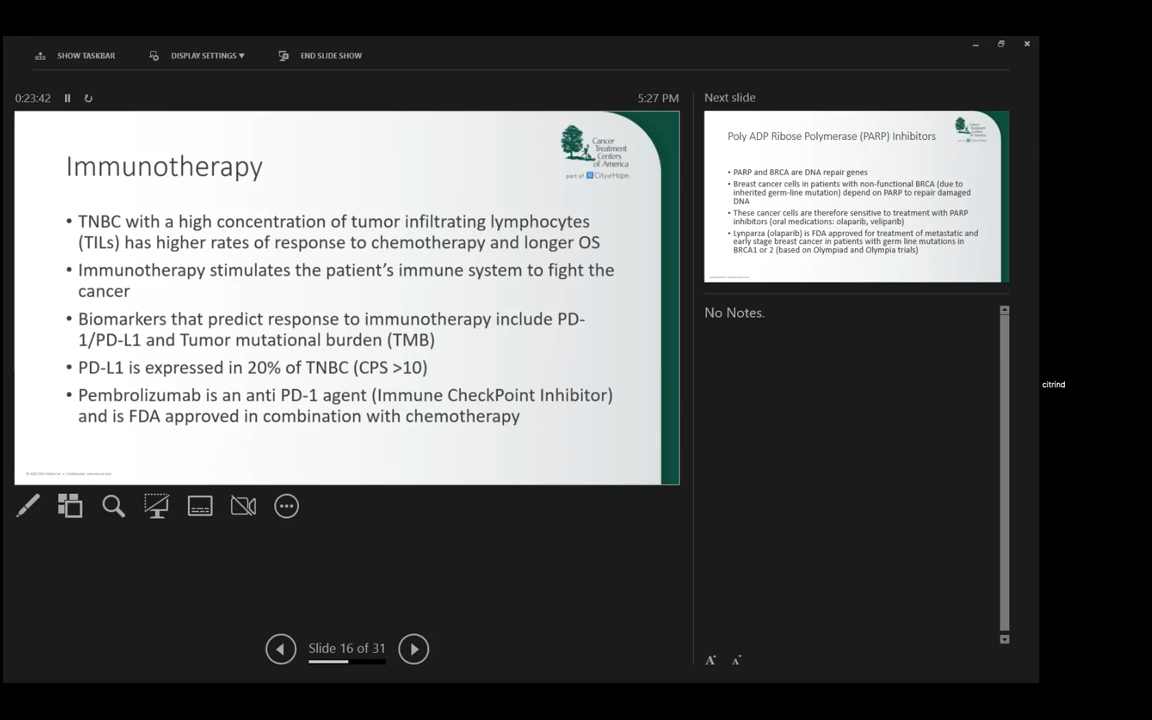 SHOW TASKBAR
DISPLAY SETTINGS ▼
END SLIDE SHOW
0:23:42
5:27 PM
Immunotherapy
Cancer
Treatment
Centers
of America
part of CityofHope
• TNBC with a high concentration of tumor infiltrating lymphocytes
(TILs) has higher rates of response to chemotherapy and longer OS
• Immunotherapy stimulates the patient's immune system to fight the
cancer
• Biomarkers that predict response to immunotherapy include PD-
1/PD-L1 and Tumor mutational burden (TMB)
• PD-L1 is expressed in 20% of TNBC (CPS >10)
• Pembrolizumab is an anti PD-1 agent (Immune CheckPoint Inhibitor)
and is FDA approved in combination with chemotherapy
Slide 16 of 31
Next slide
Poly ADP Ribose Polymerase (PARP) Inhibitors
Cancer
Treatment
Centers
of America
• PARP and BRCA are DNA repair genes
• Breast cancer cells in patients with non-functional BRCA (due to
inherited germ-line mutation) depend on PARP to repair damaged
DNA
• These cancer cells are therefore sensitive to treatment with PARP
inhibitors (oral medications: olaparib, veliparib)
• Lynparza (olaparib) is FDA approved for treatment of metastatic and
early stage breast cancer in patients with germ line mutations in
BRCA1 or 2 (based on Olympiad and Olympia trials)
No Notes.
A
A
citrind